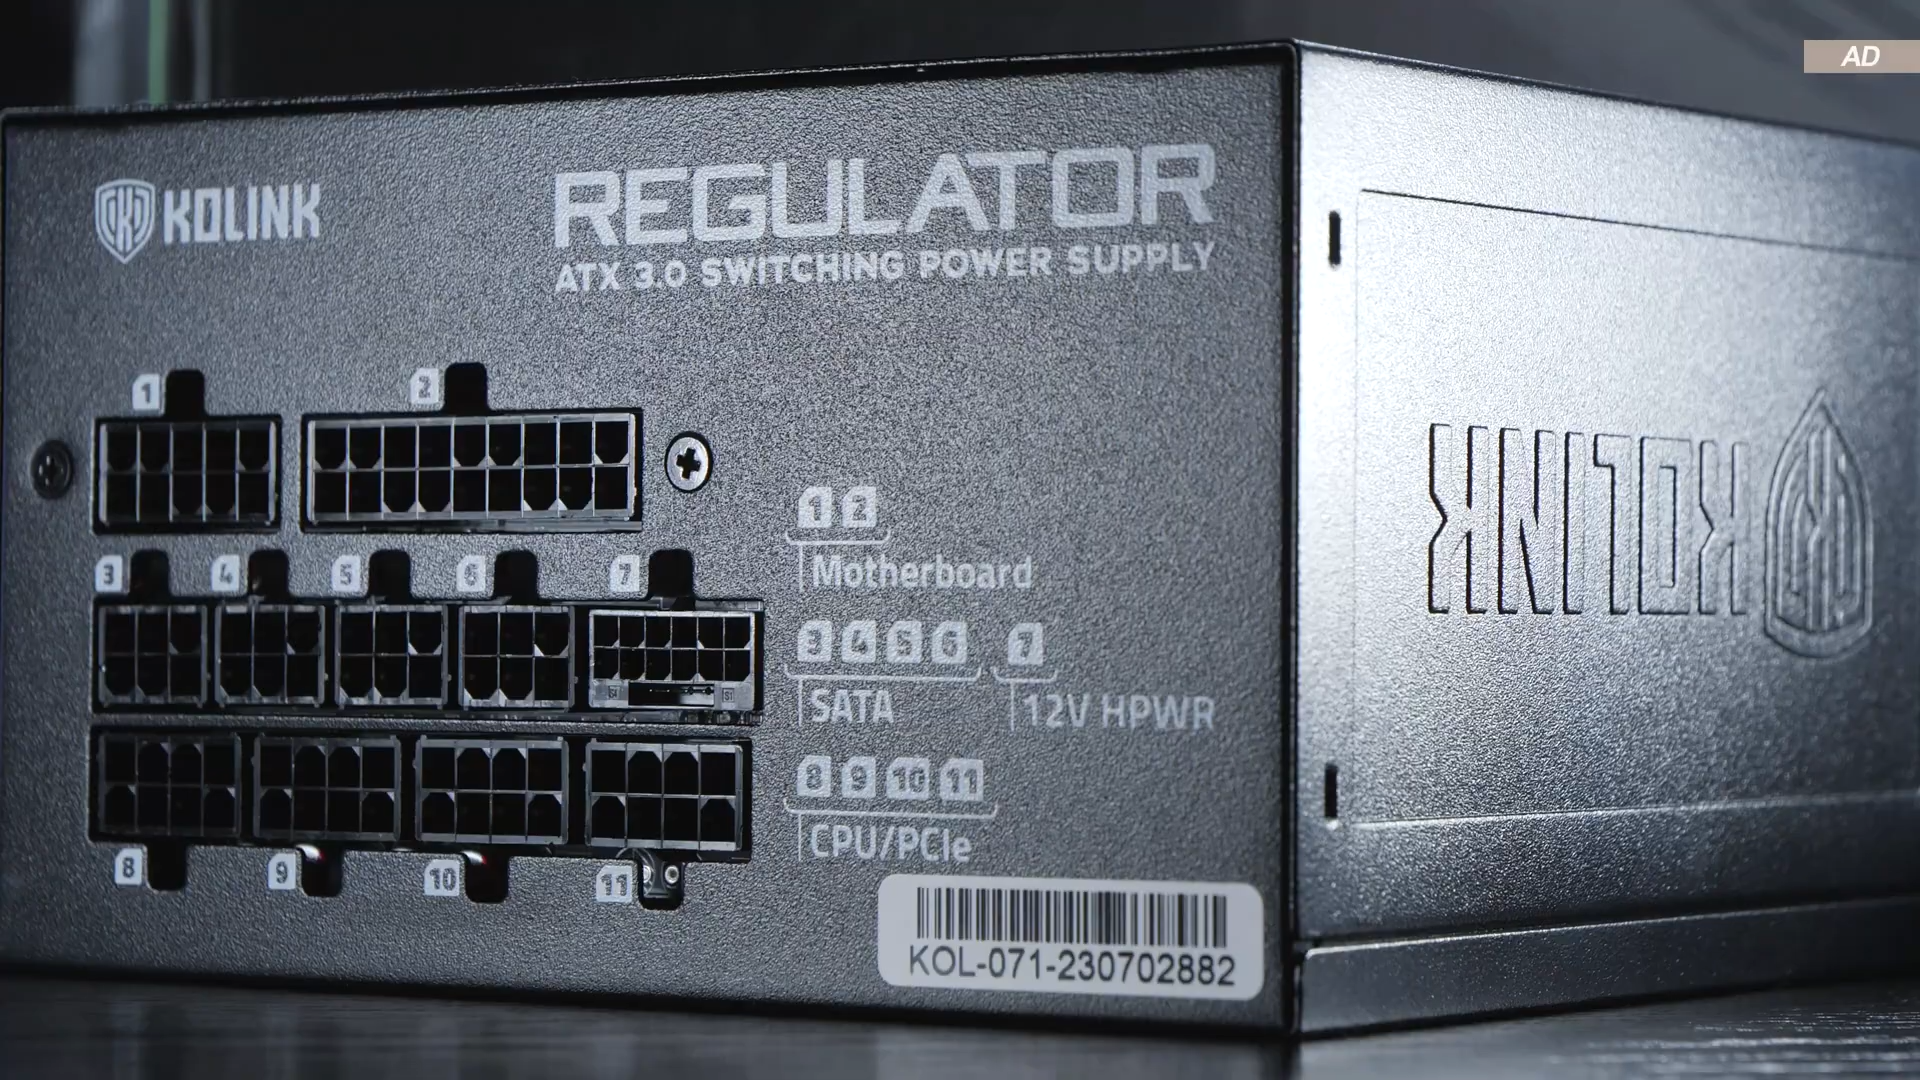 AD
KOLINK
REGULATOR
ATX 3.0 SWITCHING POWER SUPPLY
1 2
3 4 5 6 7
8 9 10 11
1 2
Motherboard
3 4 5 6
SATA
7
12V HPWR
8 9 10 11
CPU/PCIe
KOL-071-230702882
KOLINK